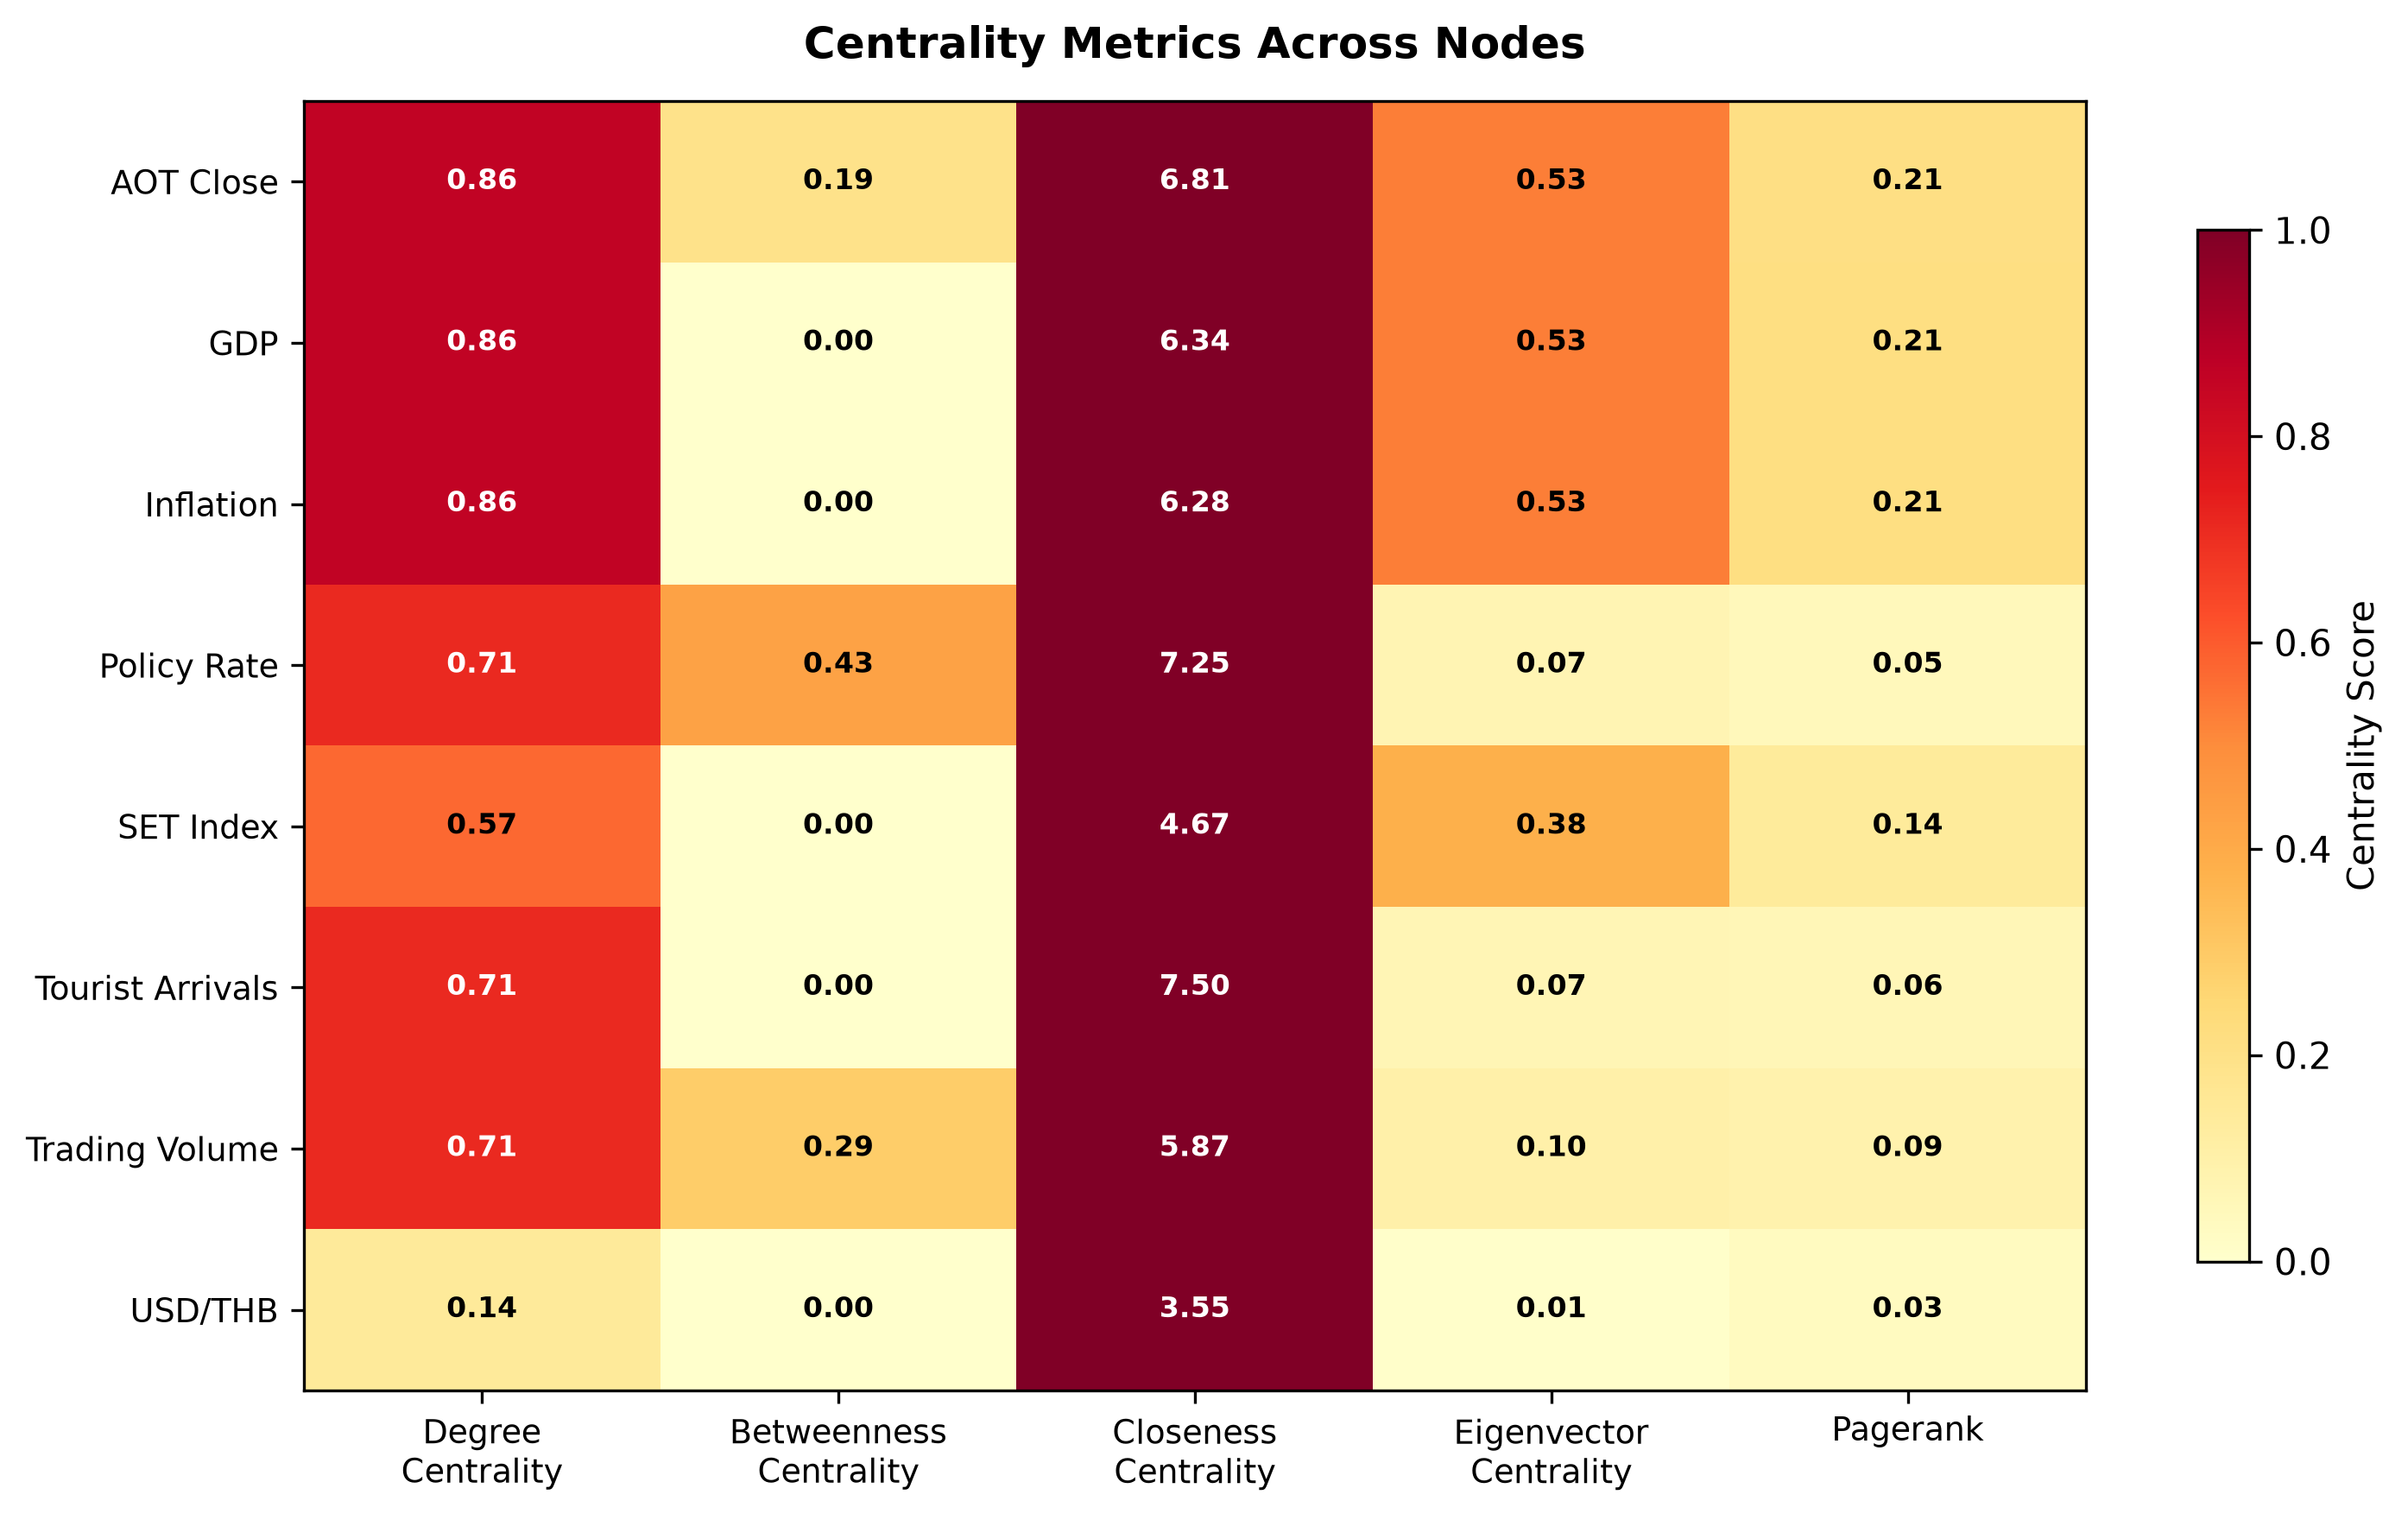 Centrality Metrics Across Nodes
AOT Close 0.86 0.19 6.81 0.53 0.21
GDP 0.86 0.00 6.34 0.53 0.21
Inflation 0.86 0.00 6.28 0.53 0.21
Policy Rate 0.71 0.43 7.25 0.07 0.05
SET Index 0.57 0.00 4.67 0.38 0.14
Tourist Arrivals 0.71 0.00 7.50 0.07 0.06
Trading Volume 0.71 0.29 5.87 0.10 0.09
USD/THB 0.14 0.00 3.55 0.01 0.03
Degree
Centrality
Betweenness
Centrality
Closeness
Centrality
Eigenvector
Centrality
Pagerank
1.0
0.8
0.6
0.4
0.2
0.0
Centrality Score